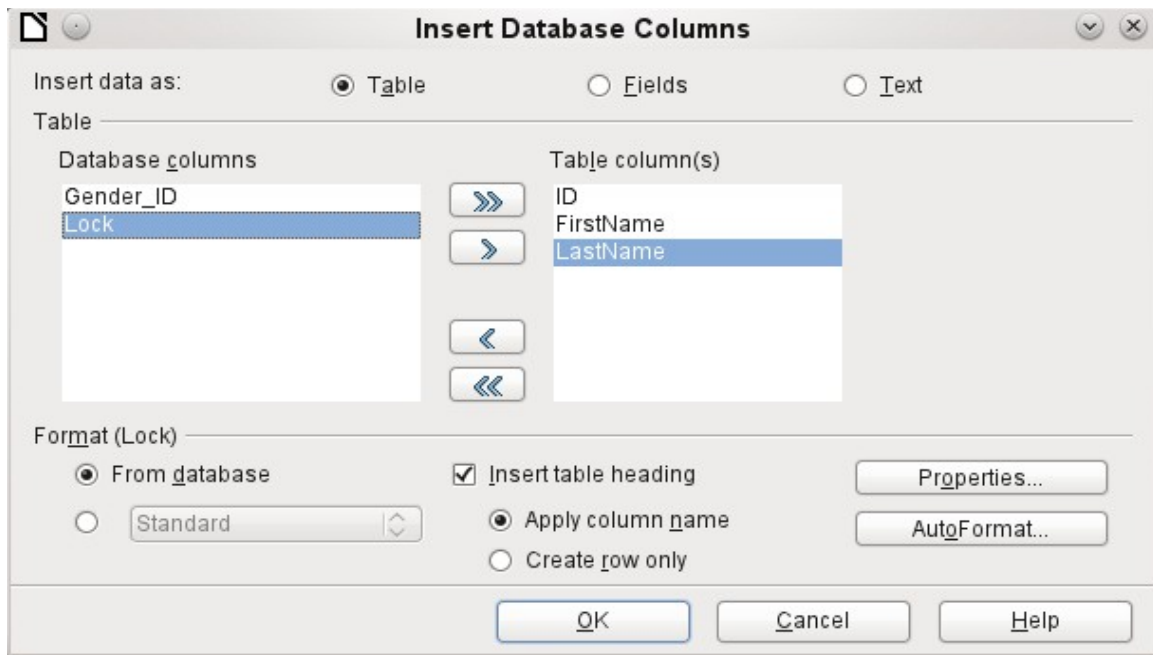 Insert Database Columns
Insert data as: Table Fields Text
Table
Database columns Table column(s)
Gender_ID ID
Lock FirstName
LastName
Format (Lock)
From database Insert table heading Properties...
Standard Apply column name AutoFormat...
Create row only
OK Cancel Help